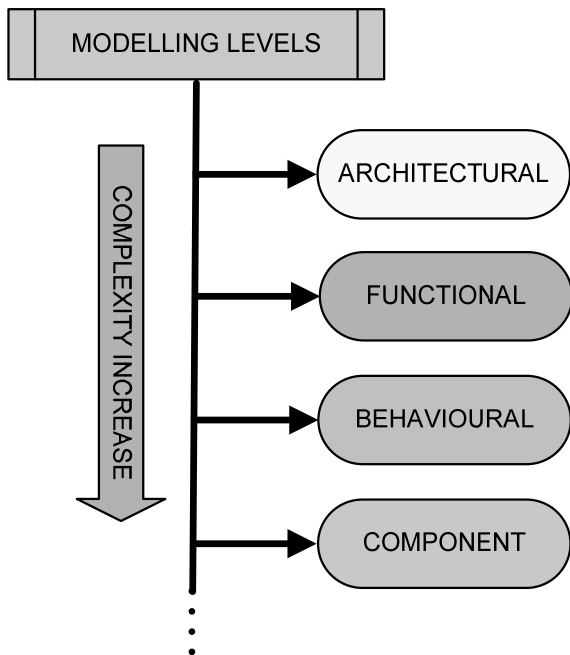 MODELLING LEVELS
COMPLEXITY INCREASE
ARCHITECTURAL
FUNCTIONAL
BEHAVIOURAL
COMPONENT